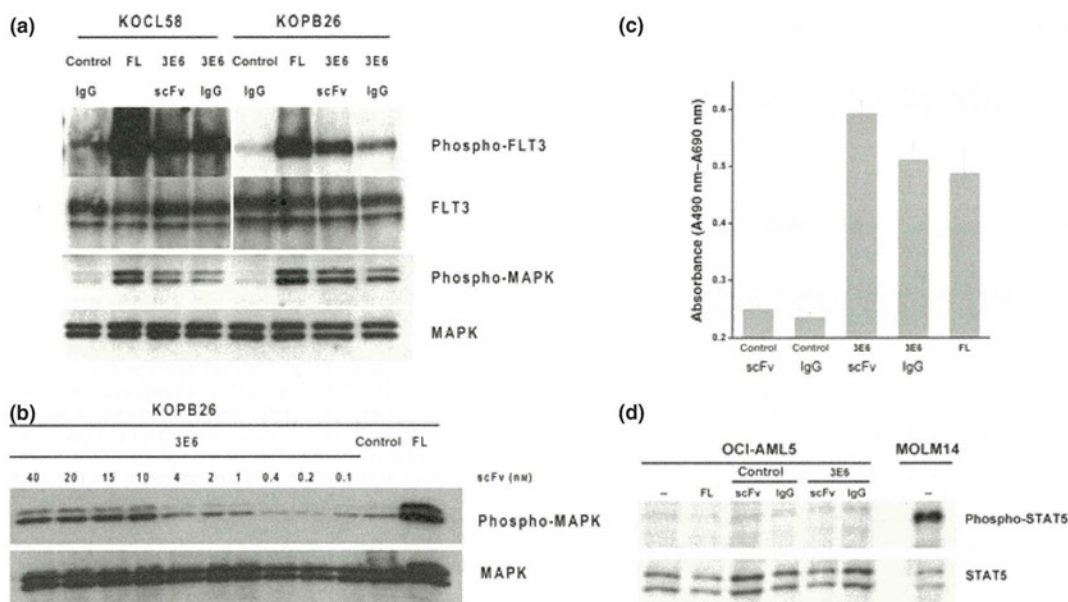 (a)
KOCL58 KOPB26
Control FL 3E6 3E6 Control FL 3E6 3E6
IgG scFv IgG IgG scFv IgG
Phospho-FLT3
FLT3
Phospho-MAPK
MAPK
(b)
KOPB26
3E6 Control FL
40 20 15 10 4 2 1 0.4 0.2 0.1 scFv (nM)
Phospho-MAPK
MAPK
(c)
Absorbance (A490 nm–A690 nm)
0.6
0.5
0.4
0.3
0.2
Control Control 3E6 3E6 FL
scFv IgG scFv IgG
(d)
OCI-AML5 MOLM14
Control 3E6
– FL scFv IgG scFv IgG –
Phospho-STAT5
STAT5